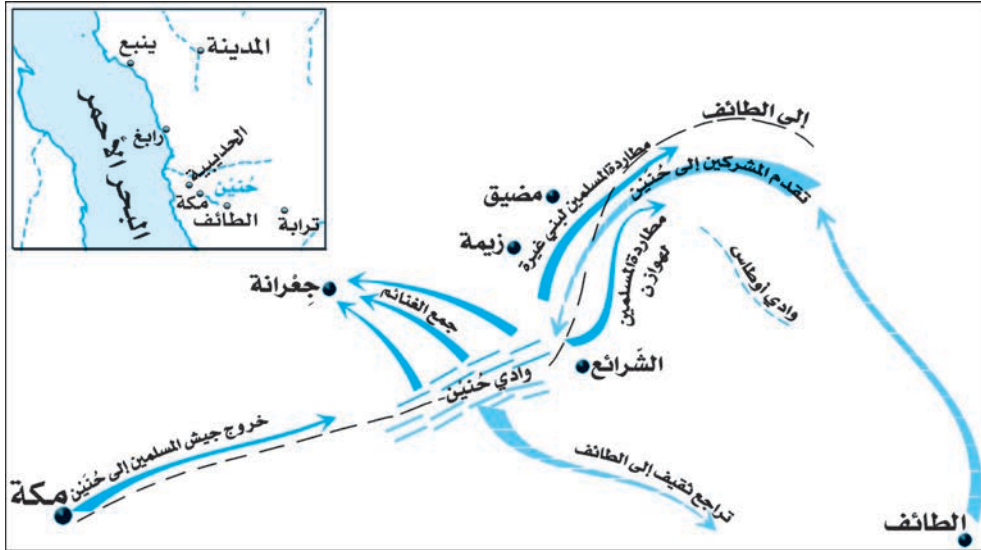 ينبع
المدينة
البحر الأحمر
رابغ
الحديبية
حُنَيْن
مكة
الطائف
ترابة
إلى الطائف
تقدم المشركين إلى حُنَيْن
مطاردة المسلمين لبني غيرة
مضيق
زيمة
مطاردة المسلمين
لهوازن
وادي أوطاس
جِعْرانة
جمع الغنائم
الشَّرائع
وادي حُنَيْن
خروج جيش المسلمين إلى حُنَيْن
تراجع ثقيف إلى الطائف
مكة
الطائف